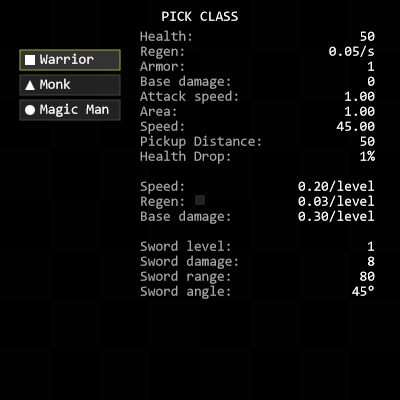 PICK CLASS
Warrior
Monk
Magic Man
Health: 50
Regen: 0.05/s
Armor: 1
Base damage: 0
Attack speed: 1.00
Area: 1.00
Speed: 45.00
Pickup Distance: 50
Health Drop: 1%
Speed: 0.20/level
Regen: 0.03/level
Base damage: 0.30/level
Sword level: 1
Sword damage: 8
Sword range: 80
Sword angle: 45°